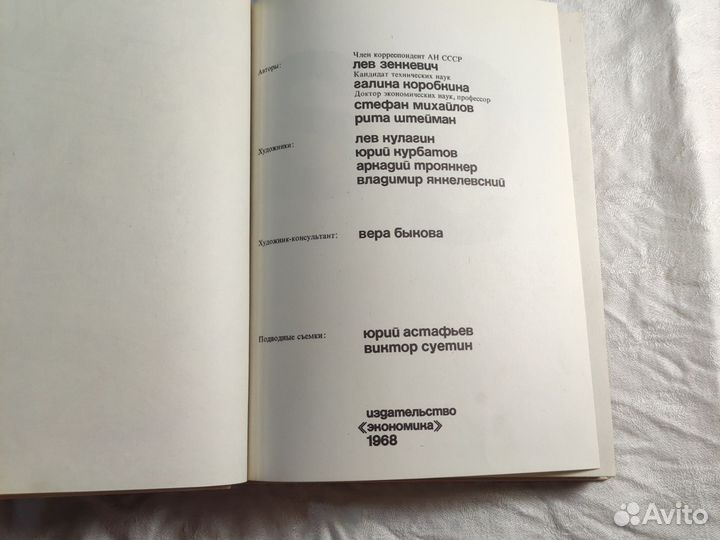 Член корреспондент АН СССР
Авторы: лев зенкевич
Кандидат технических наук
галина коробкина
Доктор экономических наук, профессор
стефан михайлов
рита штейман
Художники: лев кулагин
юрий курбатов
аркадий трояннер
владимир янкелевский
Художник-консультант: вера быкова
Подводные съемки: юрий астафьев
виктор суетин
издательство
《экономика》
1968
Avito